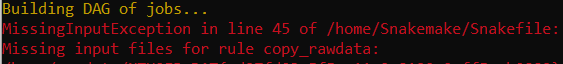 Building DAG of jobs...
MissingInputException in line 45 of /home/Snakemake/Snakefile:
Missing input files for rule copy_rawdata: